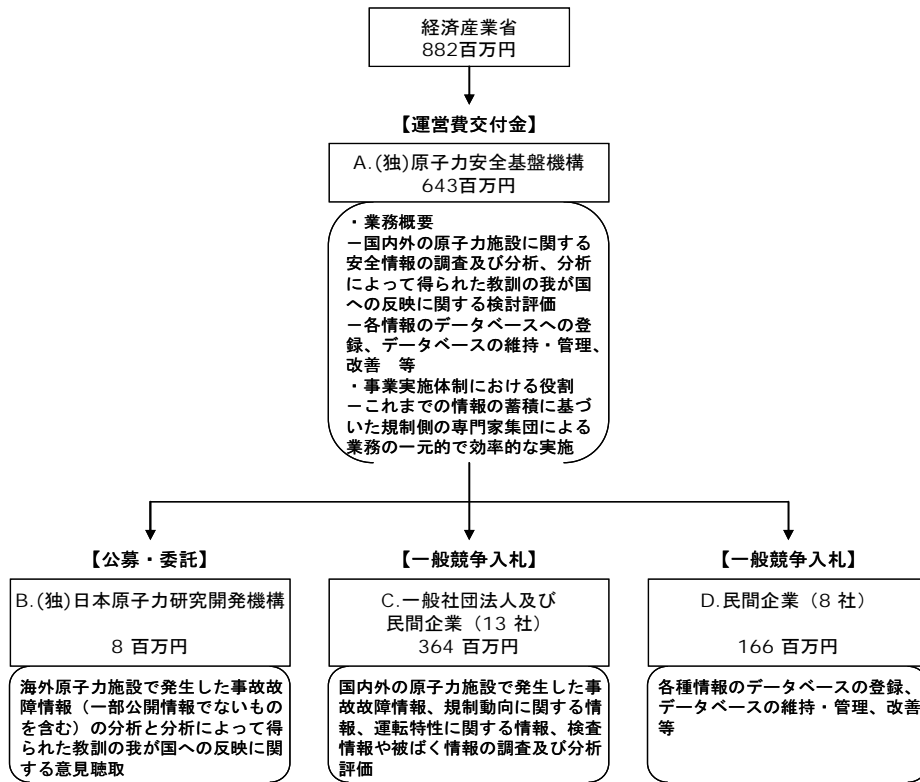 経済産業省
882百万円
【運営費交付金】
A.(独)原子力安全基盤機構
643百万円
・業務概要
－国内外の原子力施設に関する
安全情報の調査及び分析、分析
によって得られた教訓の我が国
への反映に関する検討評価
－各情報のデータベースへの登
録、データベースの維持・管理、
改善　等
・事業実施体制における役割
－これまでの情報の蓄積に基づ
いた規制側の専門家集団による
業務の一元的で効率的な実施
【公募・委託】
B.(独)日本原子力研究開発機構
8 百万円
海外原子力施設で発生した事故故
障情報（一部公開情報でないもの
を含む）の分析と分析によって得
られた教訓の我が国への反映に関
する意見聴取
【一般競争入札】
C.一般社団法人及び
民間企業（13 社）
364 百万円
国内外の原子力施設で発生した事
故故障情報、規制動向に関する情
報、運転特性に関する情報、検査
情報や被ばく情報の調査及び分析
評価
【一般競争入札】
D.民間企業（8 社）
166 百万円
各種情報のデータベースの登録、
データベースの維持・管理、改善
等